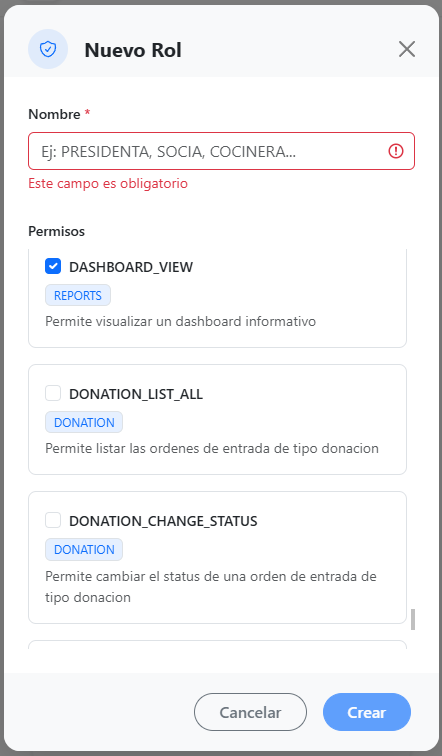 Nuevo Rol
Nombre *
Ej: PRESIDENTA, SOCIA, COCINERA...
Este campo es obligatorio
Permisos
DASHBOARD_VIEW
REPORTS
Permite visualizar un dashboard informativo
DONATION_LIST_ALL
DONATION
Permite listar las ordenes de entrada de tipo donacion
DONATION_CHANGE_STATUS
DONATION
Permite cambiar el status de una orden de entrada de
tipo donacion
Cancelar
Crear